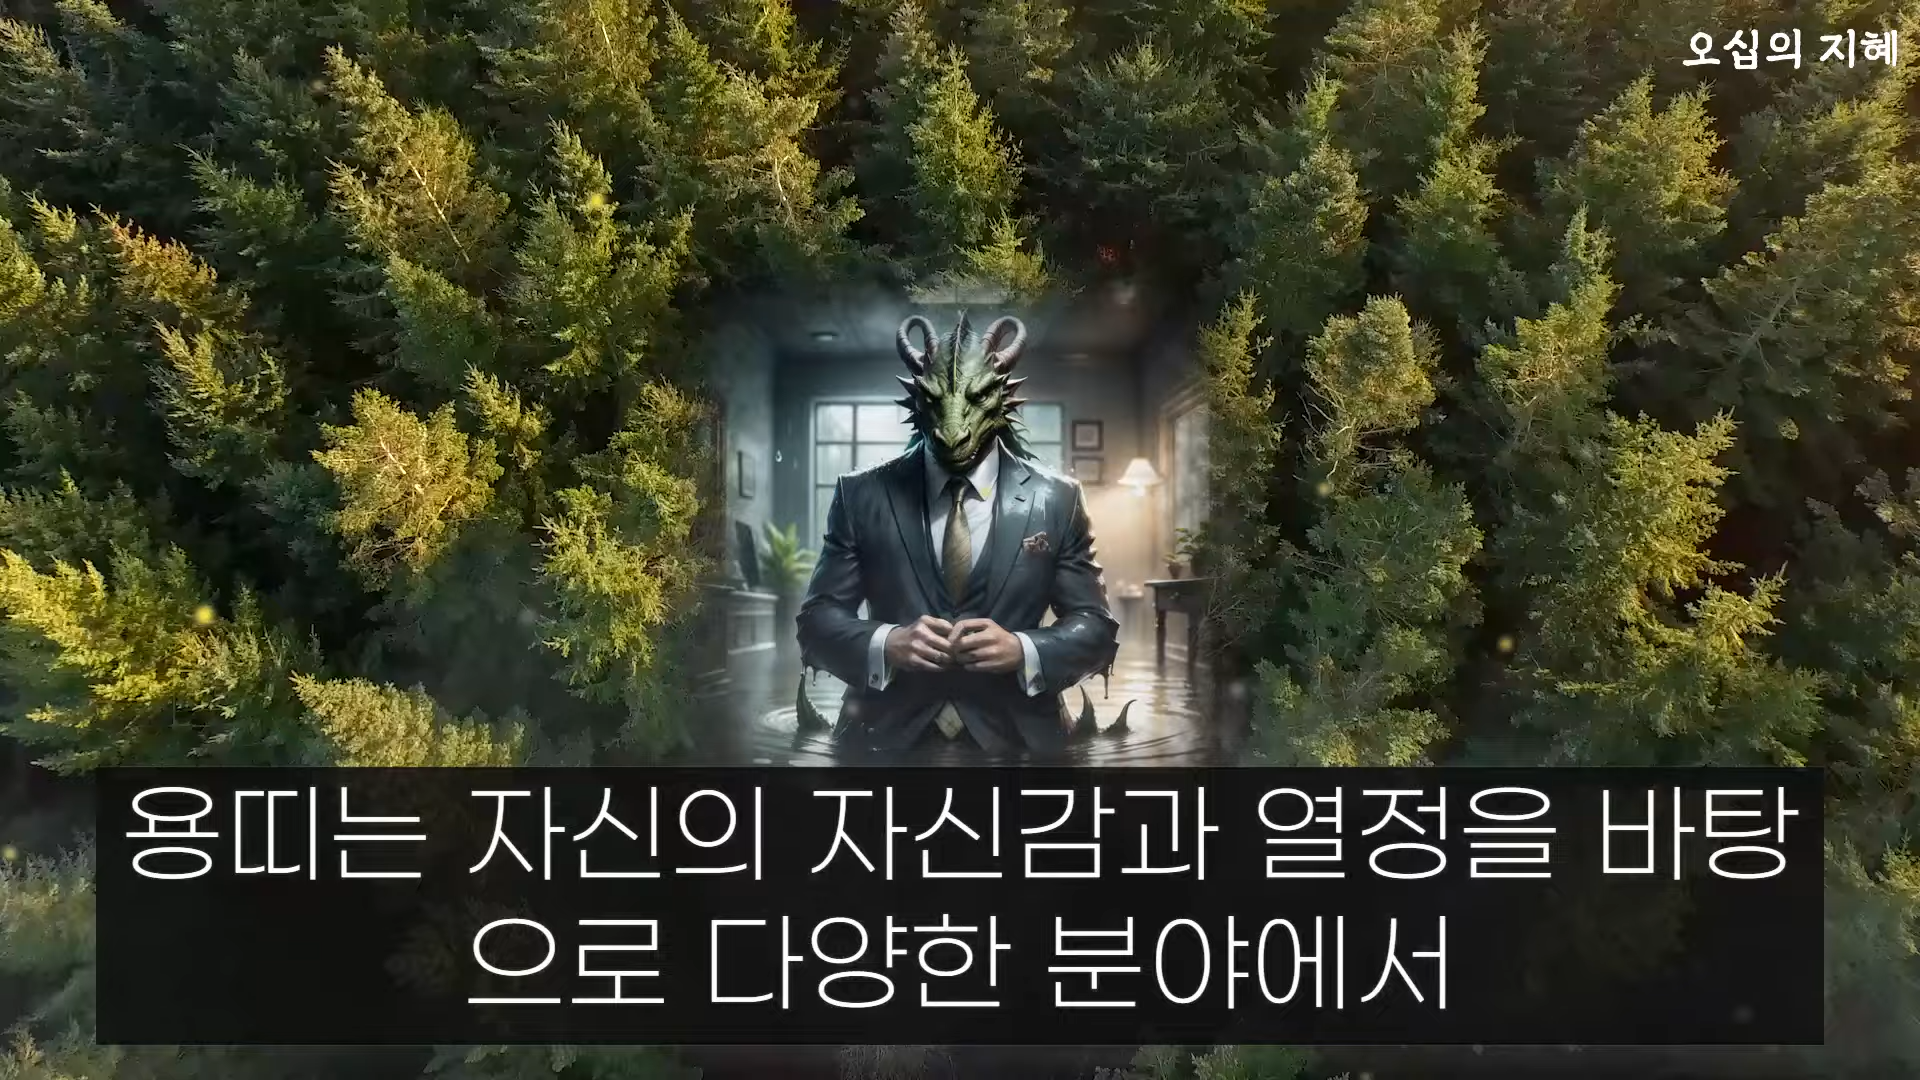 오십의 지혜
용띠는 자신의 자신감과 열정을 바탕
으로 다양한 분야에서